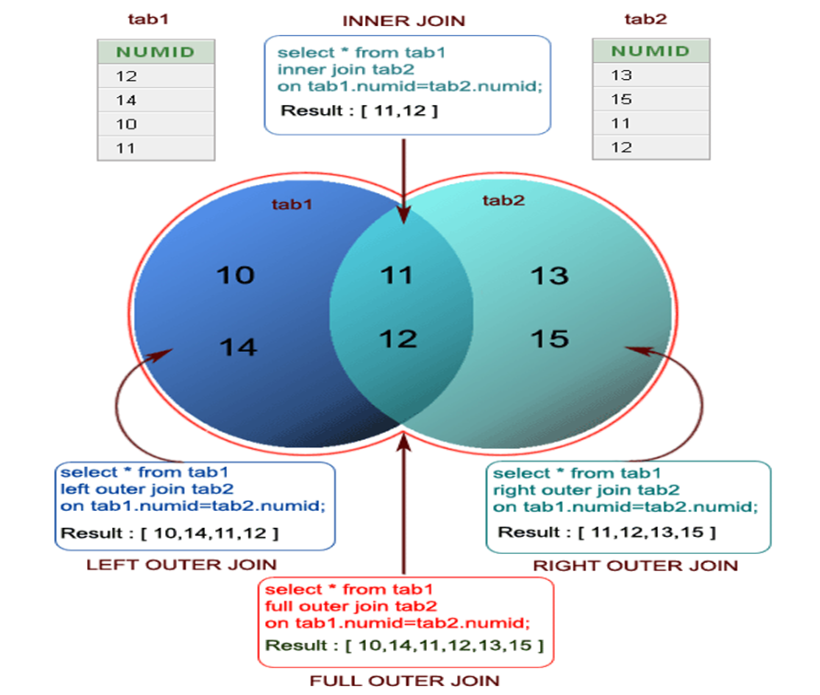 tab1
NUMID
12
14
10
11
INNER JOIN
select * from tab1
inner join tab2
on tab1.numid=tab2.numid;
Result : [ 11,12 ]
tab2
NUMID
13
15
11
12
tab1
tab2
10
11
13
14
12
15
select * from tab1
left outer join tab2
on tab1.numid=tab2.numid;
Result : [ 10,14,11,12 ]
LEFT OUTER JOIN
select * from tab1
right outer join tab2
on tab1.numid=tab2.numid;
Result : [ 11,12,13,15 ]
RIGHT OUTER JOIN
select * from tab1
full outer join tab2
on tab1.numid=tab2.numid;
Result : [ 10,14,11,12,13,15 ]
FULL OUTER JOIN